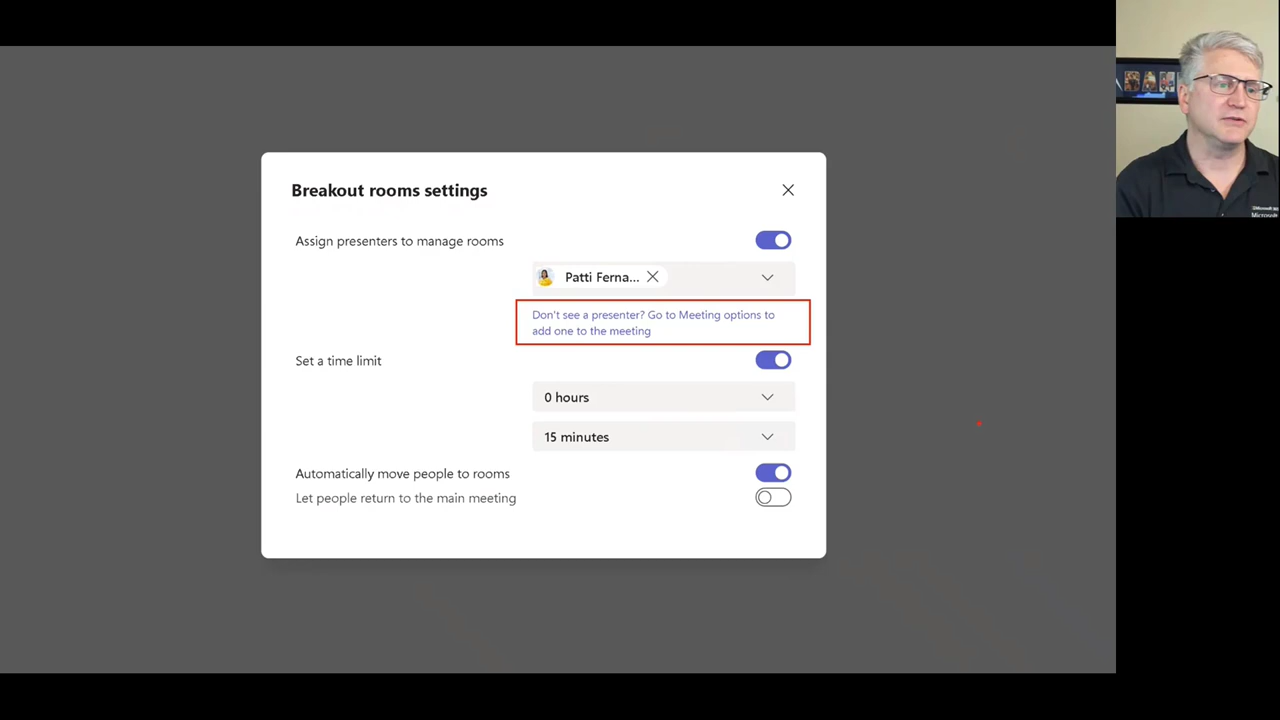 Breakout rooms settings
Assign presenters to manage rooms
Patti Ferna...
Don't see a presenter? Go to Meeting options to
add one to the meeting
Set a time limit
0 hours
15 minutes
Automatically move people to rooms
Let people return to the main meeting
Microsoft
Microsoft